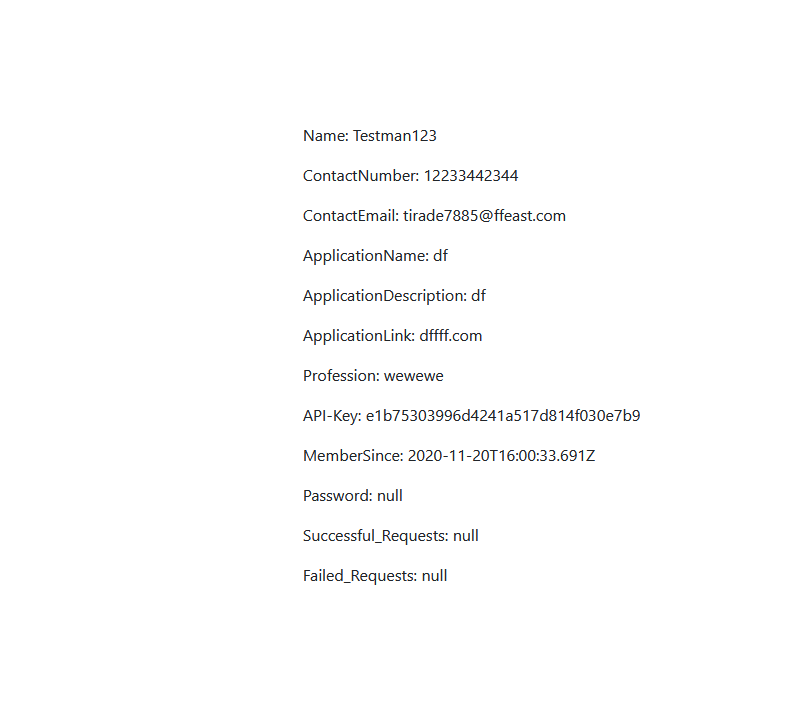 Name: Testman123
ContactNumber: 12233442344
ContactEmail: tirade7885@ffeast.com
ApplicationName: df
ApplicationDescription: df
ApplicationLink: dffff.com
Profession: wewewe
API-Key: e1b75303996d4241a517d814f030e7b9
MemberSince: 2020-11-20T16:00:33.691Z
Password: null
Successful_Requests: null
Failed_Requests: null